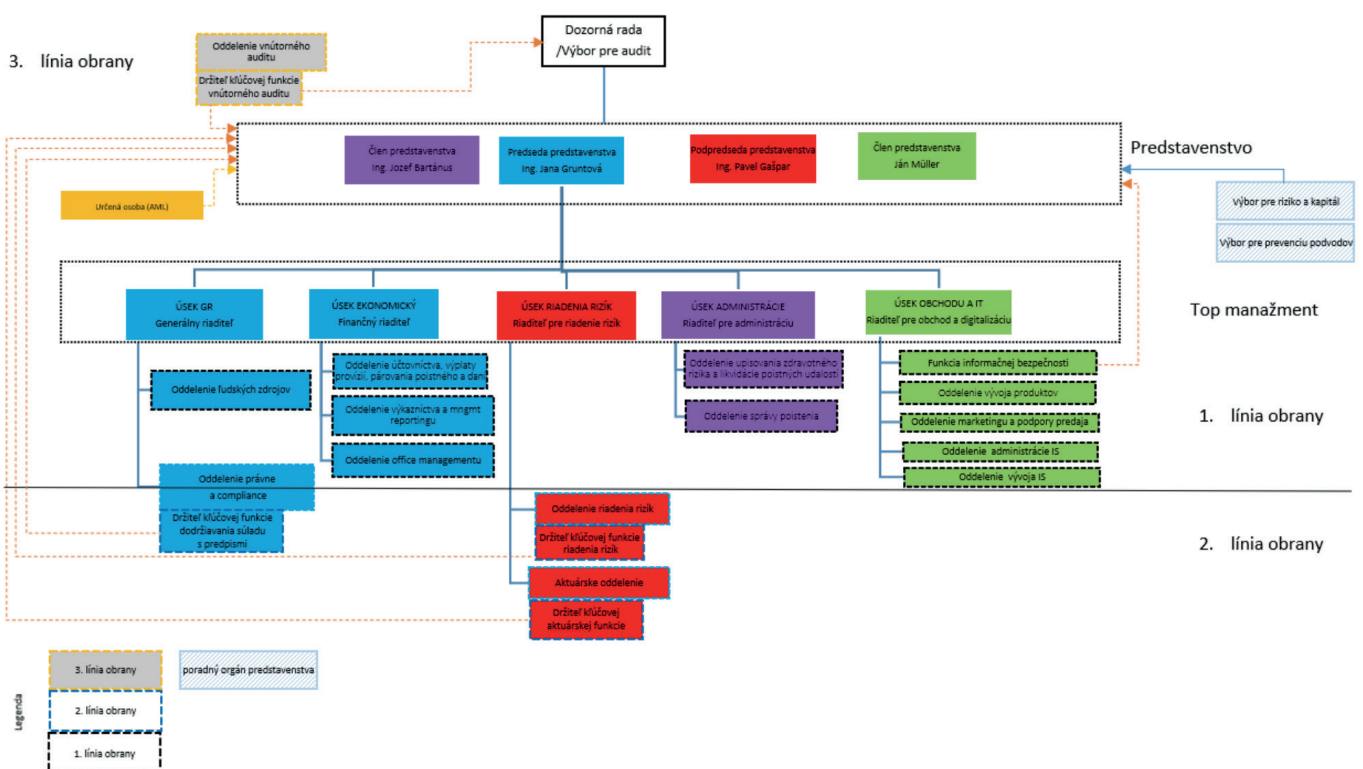 Dozorná rada
/Výbor pre audit
3. línia obrany
Oddelenie vnútorného
auditu
Držiteľ kľúčovej funkcie
vnútorného auditu
Člen predstavenstva
Ing. Jozef Bartánus
Predseda predstavenstva
Ing. Jana Gruntová
Podpredseda predstavenstva
Ing. Pavel Gašpar
Člen predstavenstva
Ján Müller
Predstavenstvo
Určená osoba (AML)
Výbor pre riziko a kapitál
Výbor pre prevenciu podvodov
ÚSEK GR
Generálny riaditeľ
ÚSEK EKONOMICKÝ
Finančný riaditeľ
ÚSEK RIADENIA RIZÍK
Riaditeľ pre riadenie rizík
ÚSEK ADMINISTRÁCIE
Riaditeľ pre administráciu
ÚSEK OBCHODU A IT
Riaditeľ pre obchod a digitalizáciu
Top manažment
Oddelenie ľudských zdrojov
Oddelenie účtovníctva, výplaty
provízií, párovania poistného a daní
Oddelenie výkazníctva a mngmt
reportingu
Oddelenie office managementu
Oddelenie upisovania zdravotného
rizika a likvidácie poistných udalostí
Oddelenie správy poistenia
Funkcia informačnej bezpečnosti
Oddelenie vývoja produktov
Oddelenie marketingu a podpory predaja
Oddelenie administrácie IS
Oddelenie vývoja IS
1. línia obrany
Oddelenie právne
a compliance
Držiteľ kľúčovej funkcie
dodržiavania súladu
s predpismi
Oddelenie riadenia rizík
Držiteľ kľúčovej funkcie
riadenia rizík
Aktuárske oddelenie
Držiteľ kľúčovej
aktuárskej funkcie
2. línia obrany
Legenda
3. línia obrany
poradný orgán predstavenstva
2. línia obrany
1. línia obrany